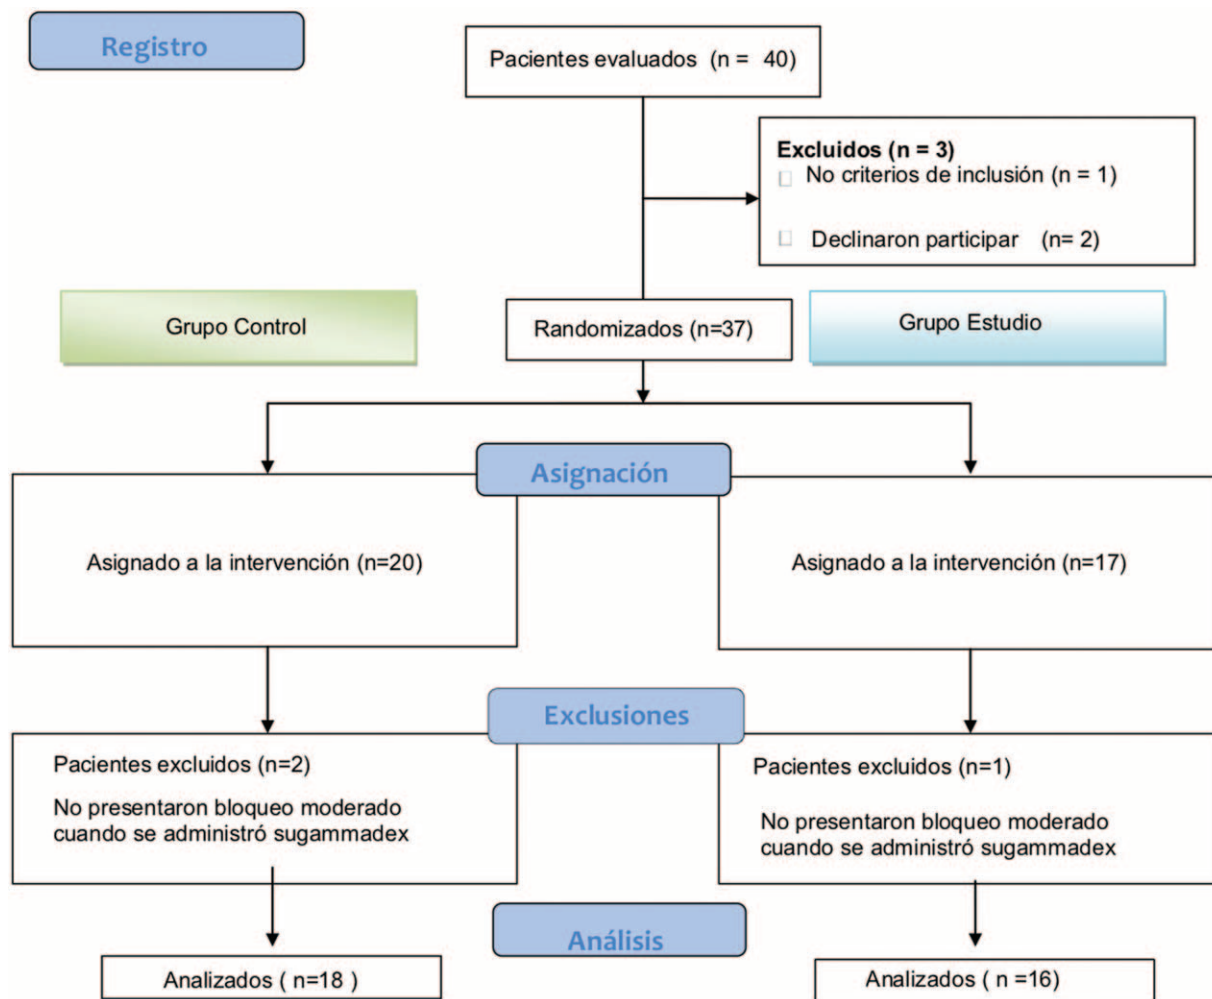 Registro
Pacientes evaluados (n = 40)
Excluidos (n = 3)
No criterios de inclusión (n = 1)
Declinaron participar (n= 2)
Grupo Control
Randomizados (n=37)
Grupo Estudio
Asignación
Asignado a la intervención (n=20)
Asignado a la intervención (n=17)
Exclusiones
Pacientes excluidos (n=2)
No presentaron bloqueo moderado
cuando se administró sugammadex
Pacientes excluidos (n=1)
No presentaron bloqueo moderado
cuando se administró sugammadex
Análisis
Analizados ( n=18 )
Analizados ( n =16)